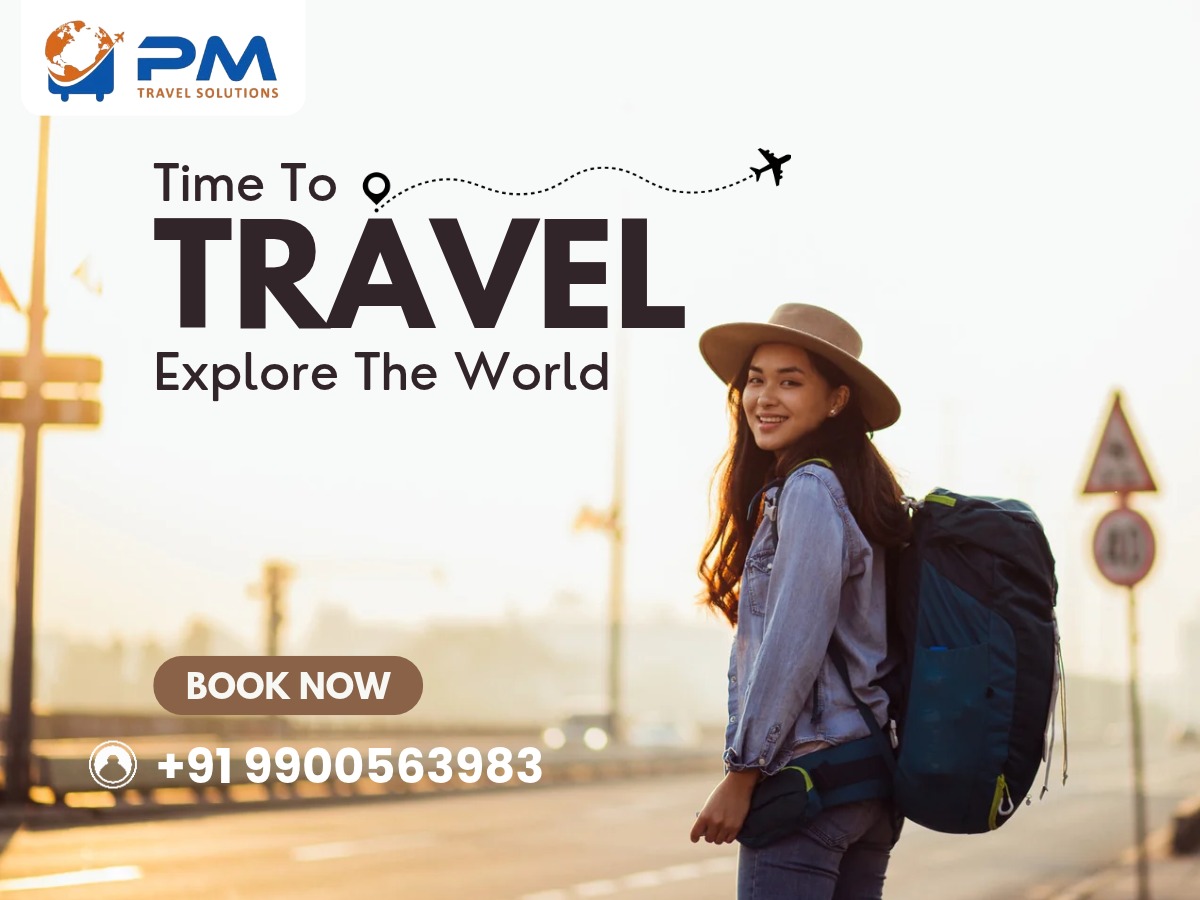 PM
TRAVEL SOLUTIONS
Time To
TRAVEL
Explore The World
BOOK NOW
+91 9900563983